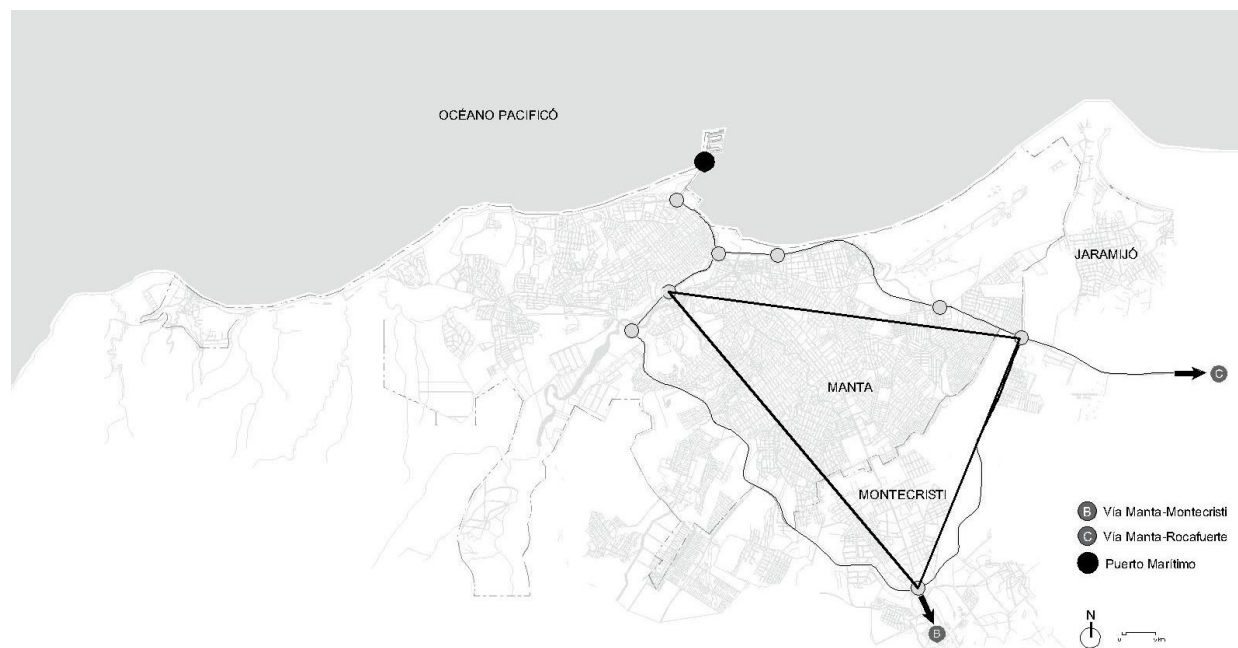 OCÉANO PACIFICÓ
JARAMIJÓ
C
MANTA
MONTECRISTI
B Vía Manta-Montecristi
C Vía Manta-Rocafuerte
Puerto Marítimo
N
B